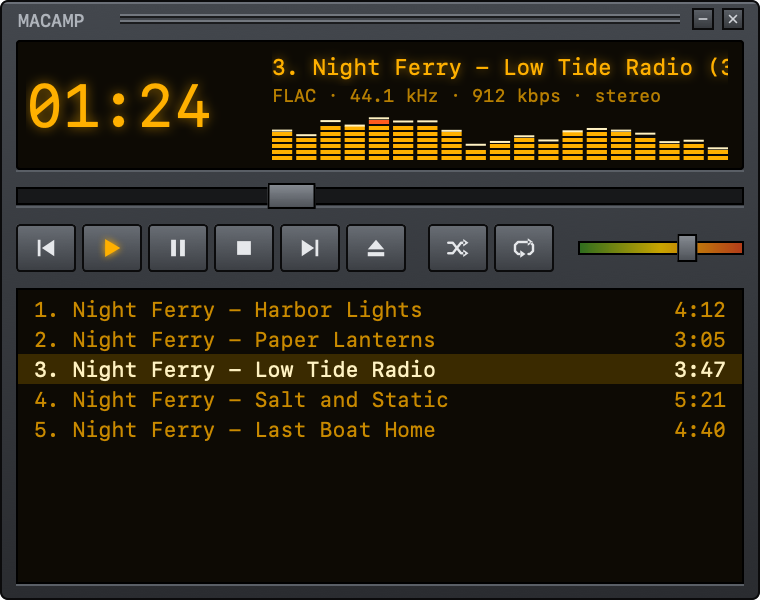 MACAMP
01:24
3. Night Ferry – Low Tide Radio (3
FLAC · 44.1 kHz · 912 kbps · stereo
1. Night Ferry – Harbor Lights 4:12
2. Night Ferry – Paper Lanterns 3:05
3. Night Ferry – Low Tide Radio 3:47
4. Night Ferry – Salt and Static 5:21
5. Night Ferry – Last Boat Home 4:40